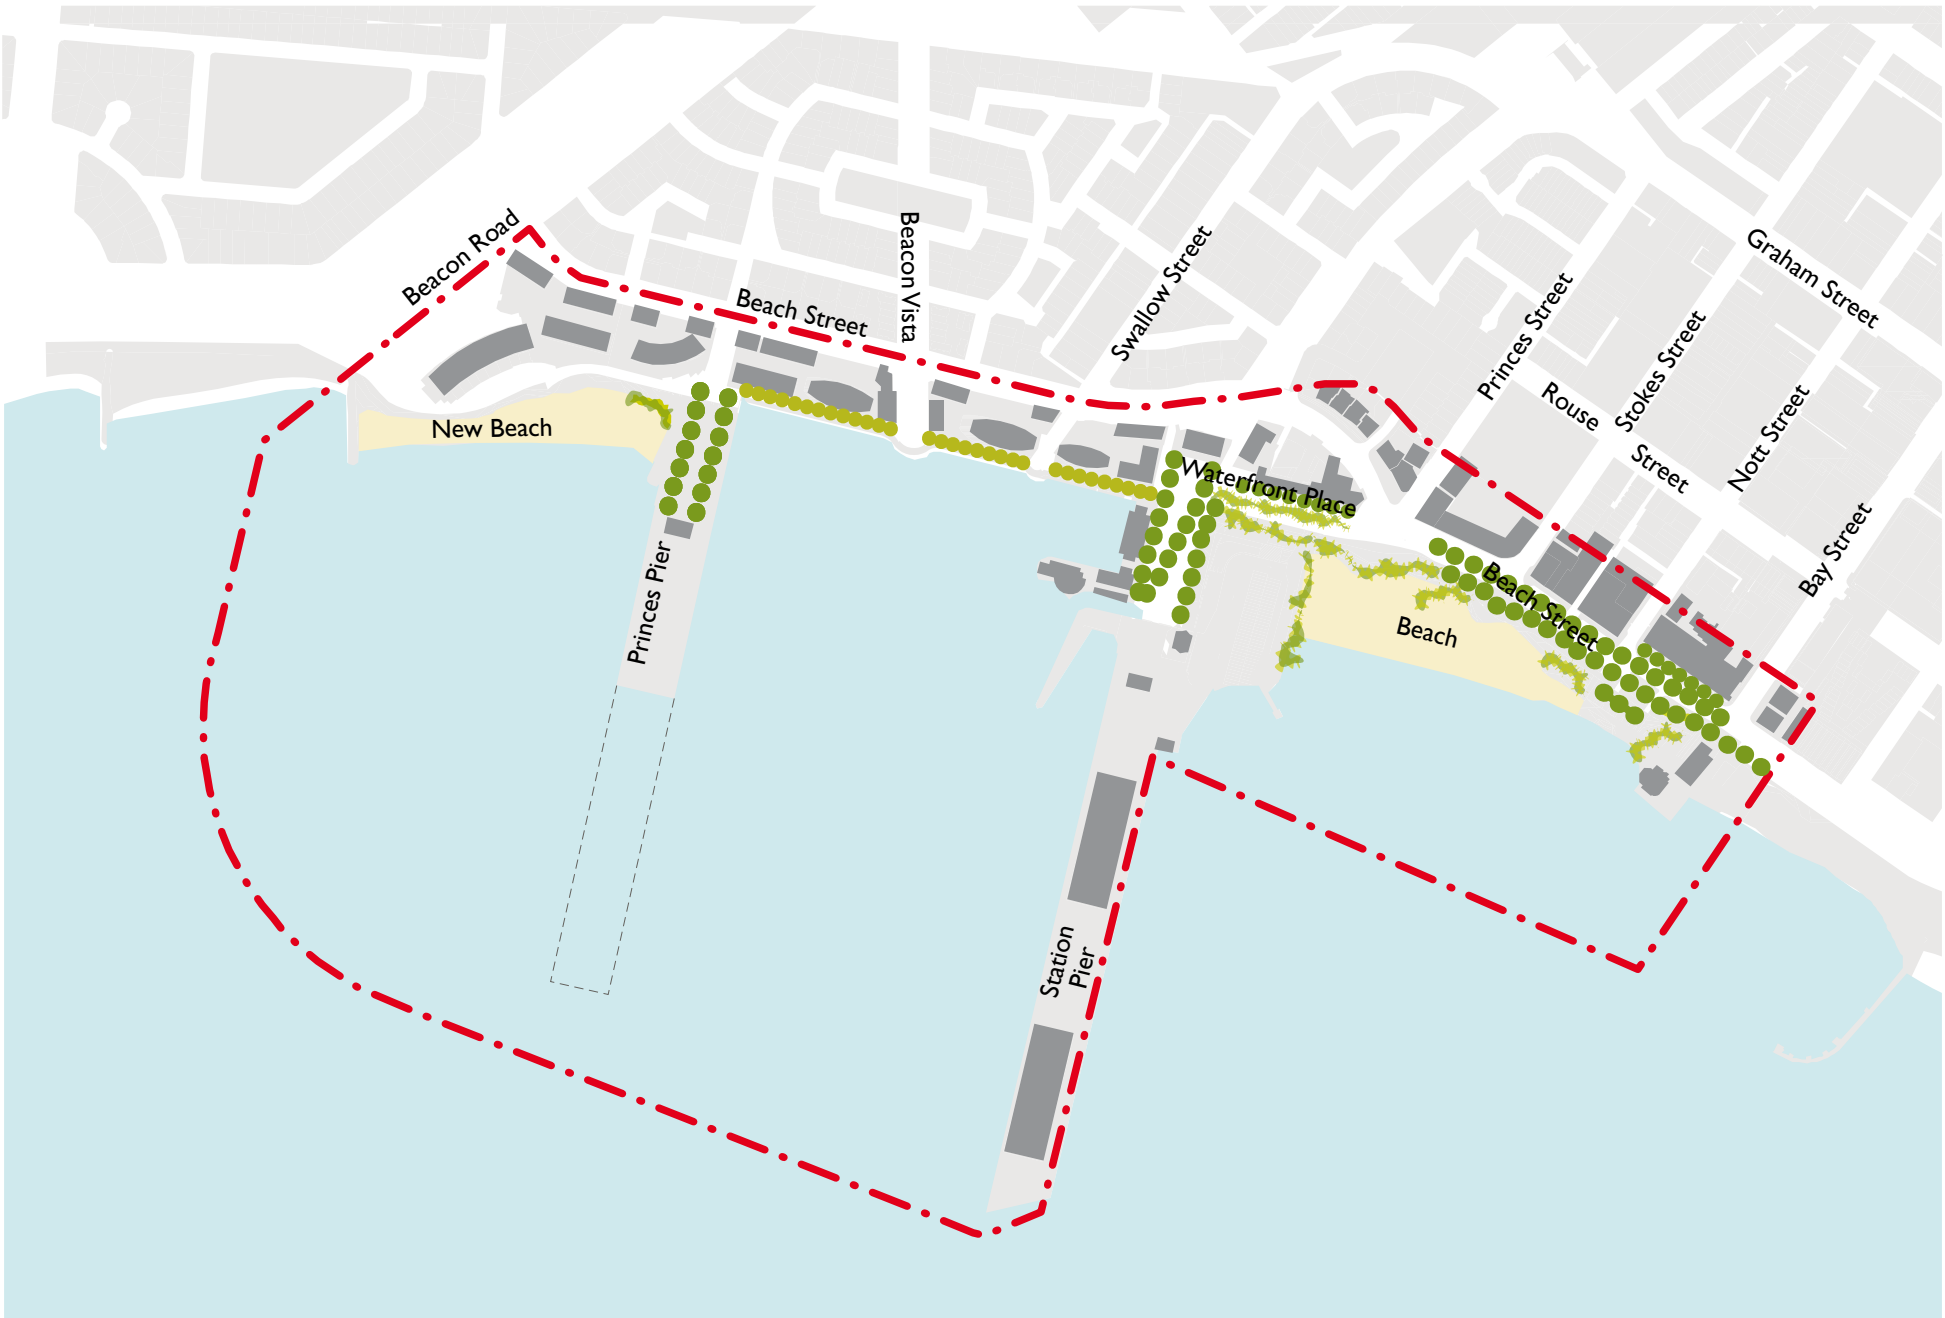 Beacon Road
Beach Street
Beacon Vista
Swallow Street
Princes Street
Graham Street
Stokes Street
Rouse
Street
Nott Street
Bay Street
New Beach
Waterfront Place
Beach Street
Beach
Princes Pier
Station
Pier